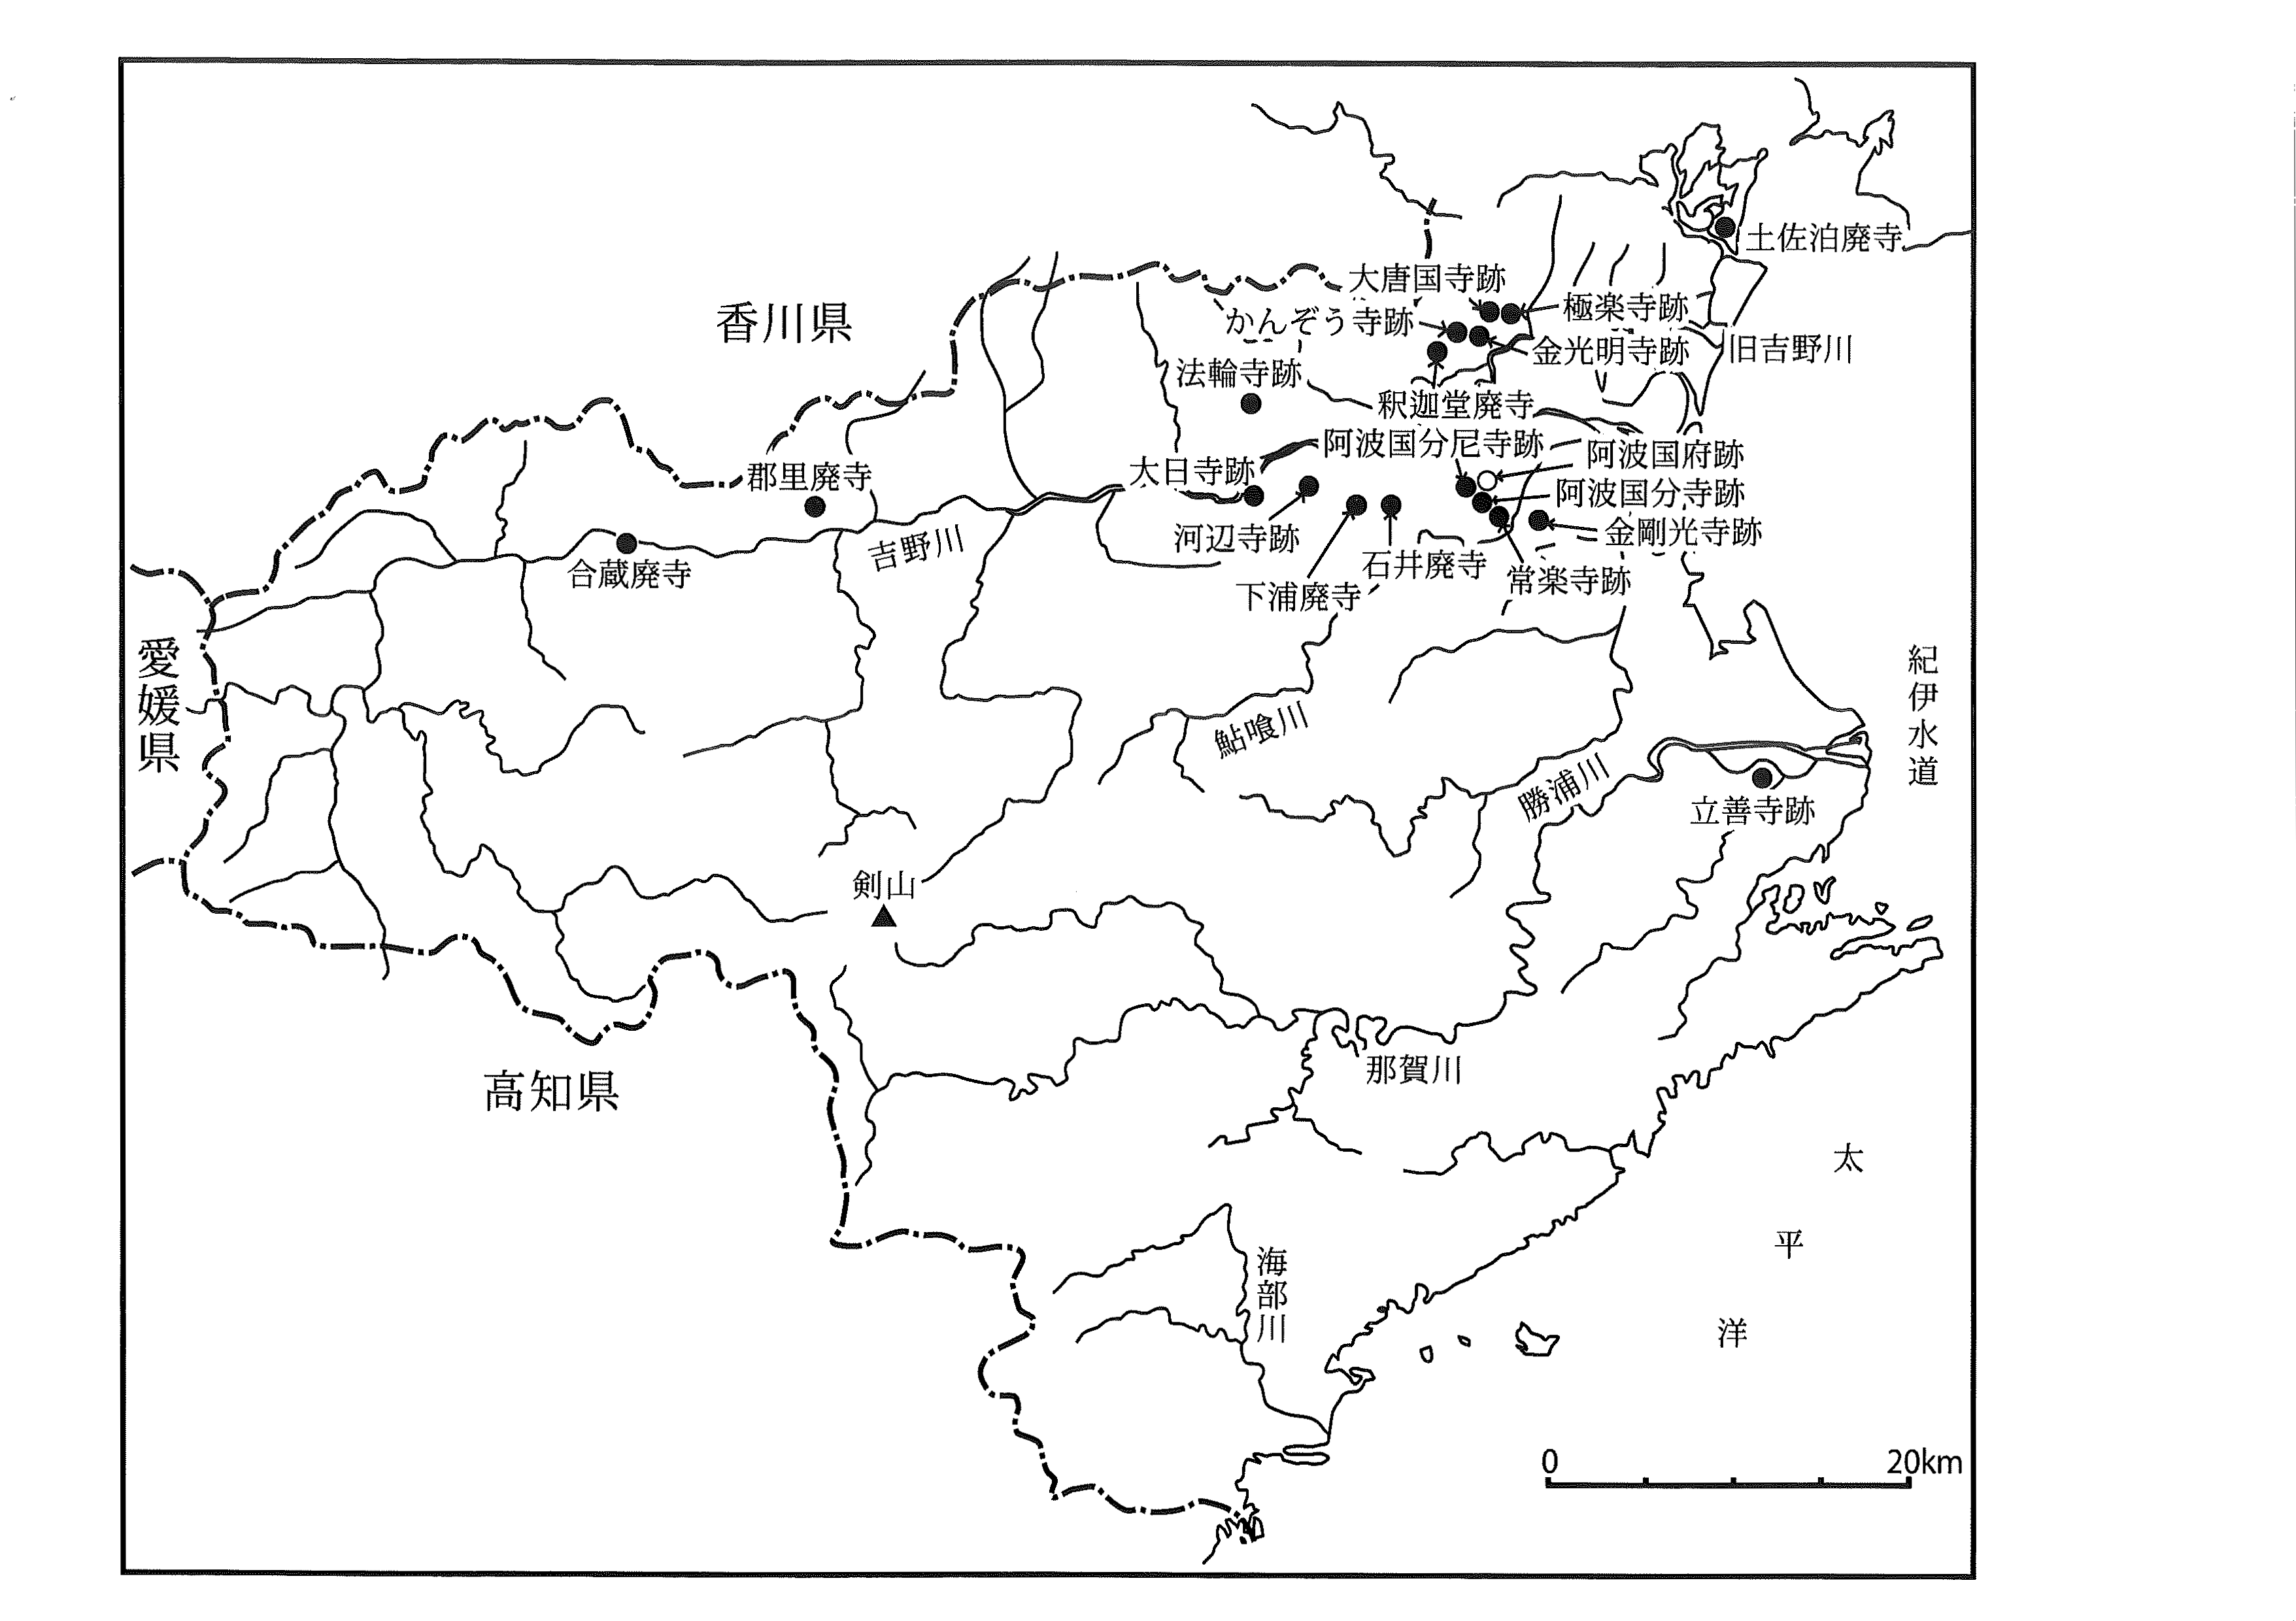 土佐泊廃寺
大唐国寺跡
極楽寺跡
かんぞう寺跡
香川県
金光明寺跡
旧吉野川
法輪寺跡
釈迦堂廃寺
阿波国分尼寺跡
阿波国府跡
大日寺跡
郡里廃寺
阿波国分寺跡
金剛光寺跡
河辺寺跡
吉野川
石井廃寺
合蔵廃寺
常楽寺跡
下浦廃寺
愛媛県
紀伊水道
鮎喰川
勝浦川
立善寺跡
剣山
那賀川
高知県
太平洋
海部川
0
20km